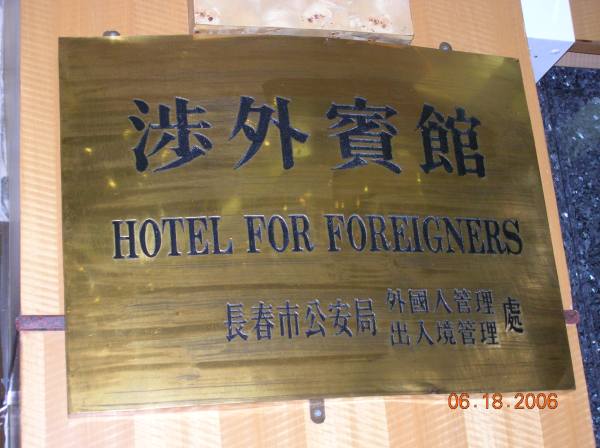 涉外賓館
HOTEL FOR FOREIGNERS
長春市公安局 外國人管理 處
出入境管理
06.18.2006